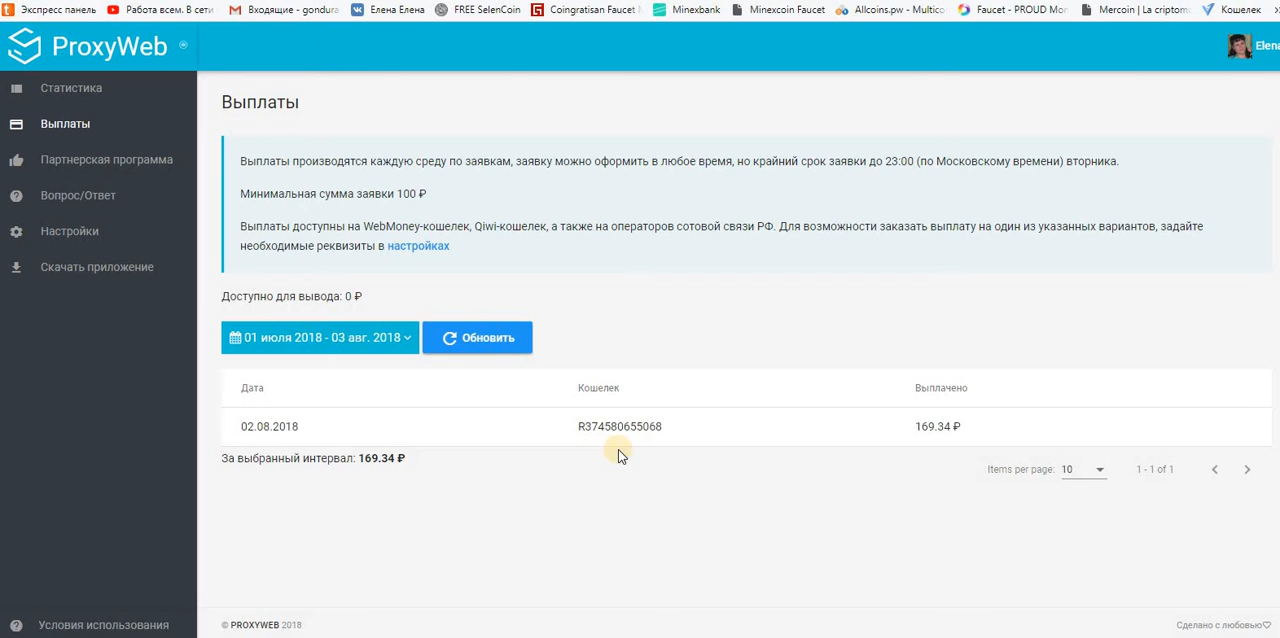 Экспресс панель Работа всем. В сети Входящие - gondura Елена Елена FREE SelenCoin Coingratisan Faucet Minexbank Minexcoin Faucet Allcoins.pw - Multico Faucet - PROUD Mo Mercoin | La criptom Кошелек
ProxyWeb
Elena
Статистика
Выплаты
Партнерская программа
Вопрос/Ответ
Настройки
Скачать приложение
Условия использования
Выплаты
Выплаты производятся каждую среду по заявкам, заявку можно оформить в любое время, но крайний срок заявки до 23:00 (по Московскому времени) вторника.
Минимальная сумма заявки 100 ₽
Выплаты доступны на WebMoney-кошелек, Qiwi-кошелек, а также на операторов сотовой связи РФ. Для возможности заказать выплату на один из указанных вариантов, задайте
необходимые реквизиты в настройках
Доступно для вывода: 0 ₽
01 июля 2018 - 03 авг. 2018 Обновить
Дата Кошелек Выплачено
02.08.2018 R374580655068 169.34 ₽
За выбранный интервал: 169.34 ₽
Items per page: 10 1 - 1 of 1
© PROXYWEB 2018
Сделано с любовью♡